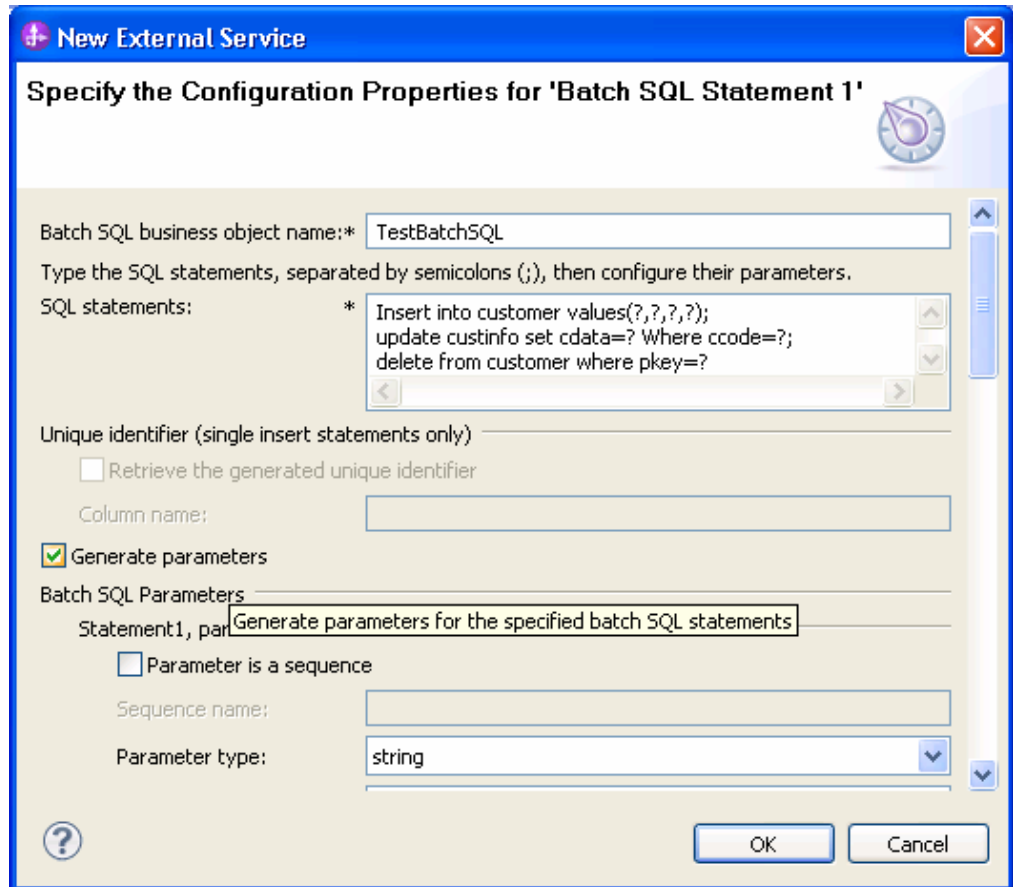 New External Service
Specify the Configuration Properties for 'Batch SQL Statement 1'
Batch SQL business object name:* TestBatchSQL
Type the SQL statements, separated by semicolons (;), then configure their parameters.
SQL statements: * Insert into customer values(?,?,?,?);
update custinfo set cdata=? Where ccode=?;
delete from customer where pkey=?
Unique identifier (single insert statements only)
Retrieve the generated unique identifier
Column name:
Generate parameters
Batch SQL Parameters
Generate parameters for the specified batch SQL statements
Statement1, par
Parameter is a sequence
Sequence name:
Parameter type: string
?
OK Cancel